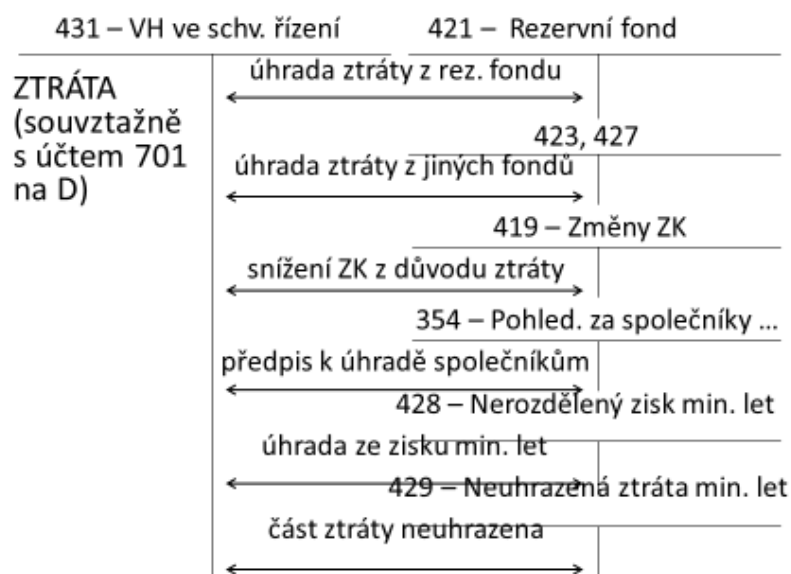 431 – VH ve schv. řízení
421 – Rezervní fond
ZTRÁTA
(souvztažně
s účtem 701
na D)
úhrada ztráty z rez. fondu
423, 427
úhrada ztráty z jiných fondů
419 – Změny ZK
snížení ZK z důvodu ztráty
354 – Pohled. za společníky ...
předpis k úhradě společníkům
428 – Nerozdělený zisk min. let
úhrada ze zisku min. let
429 – Neuhrazená ztráta min. let
část ztráty neuhrazena